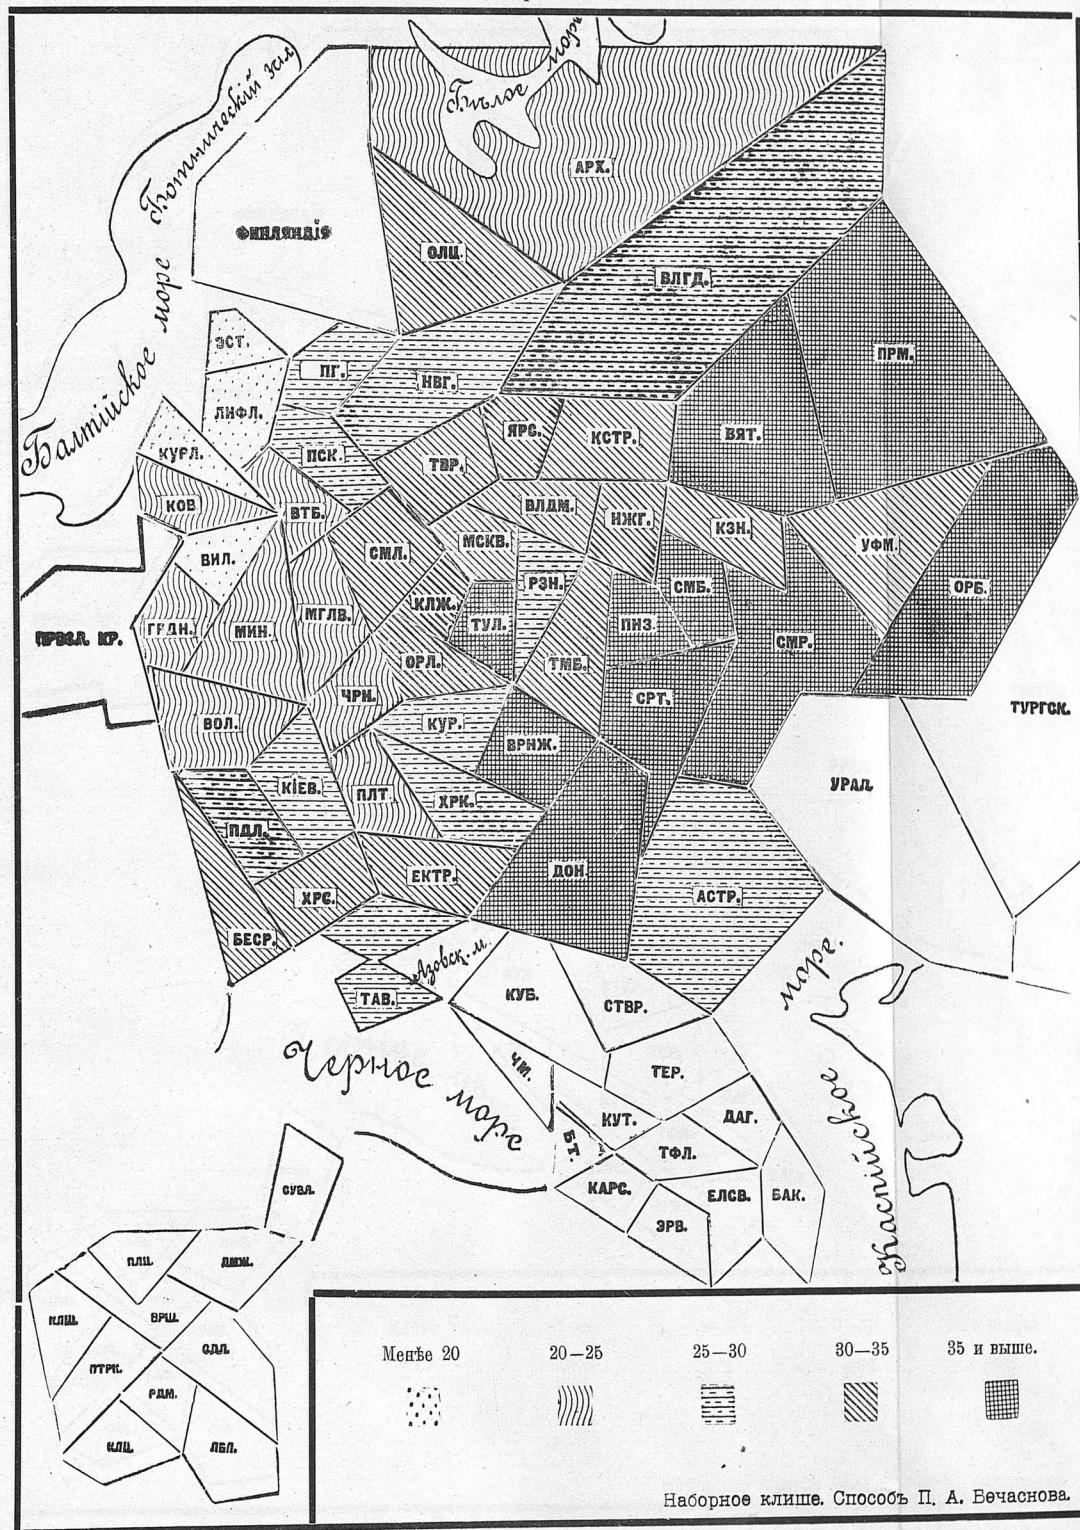 Ботническій зал.
Бѣлое море
АРХ.
ФИНЛЯНДІЯ
ОЛЦ.
ВЛГД.
Балтійское море
ЭСТ.
ПГ.
НВГ.
ПРМ.
ЛИФЛ.
ЯРС.
КСТР.
ВЯТ.
КУРЛ.
ПСК.
ТВР.
КОВ.
ВТБ.
ВЛДМ.
НЖГ.
КЗН.
УФМ.
ВИЛ.
СМЛ.
МСКВ.
РЗН.
СМБ.
ОРБ.
ПРВСЛ. КР.
ГРДН.
МИН.
МГЛВ.
КЛЖ.
ТУЛ.
ПНЗ.
СМР.
ОРЛ.
ТМБ.
ЧРН.
СРТ.
ТУРГСК.
ВОЛ.
КУР.
ВРНЖ.
КІЕВ.
ПЛТ.
ХРК.
УРАЛ.
ПДЛ.
ЕКТР.
ДОН.
АСТР.
ХРС.
БЕСР.
Азовск. м.
ТАВ.
КУБ.
СТВР.
Черное море
ЧМ.
ТЕР.
Каспійское море.
КУТ.
ДАГ.
БТ.
ТФЛ.
КАРС.
ЕЛСВ.
БАК.
ЭРВ.
СУВЛ.
ПЛЦ.
ЛМЖ.
КЛШ.
ВРШ.
СДЛ.
ПТРК.
РДМ.
КЛЦ.
ЛБЛ.
Менѣе 20
20—25
25—30
30—35
35 и выше.
Наборное клише. Способъ П. А. Бечаснова.